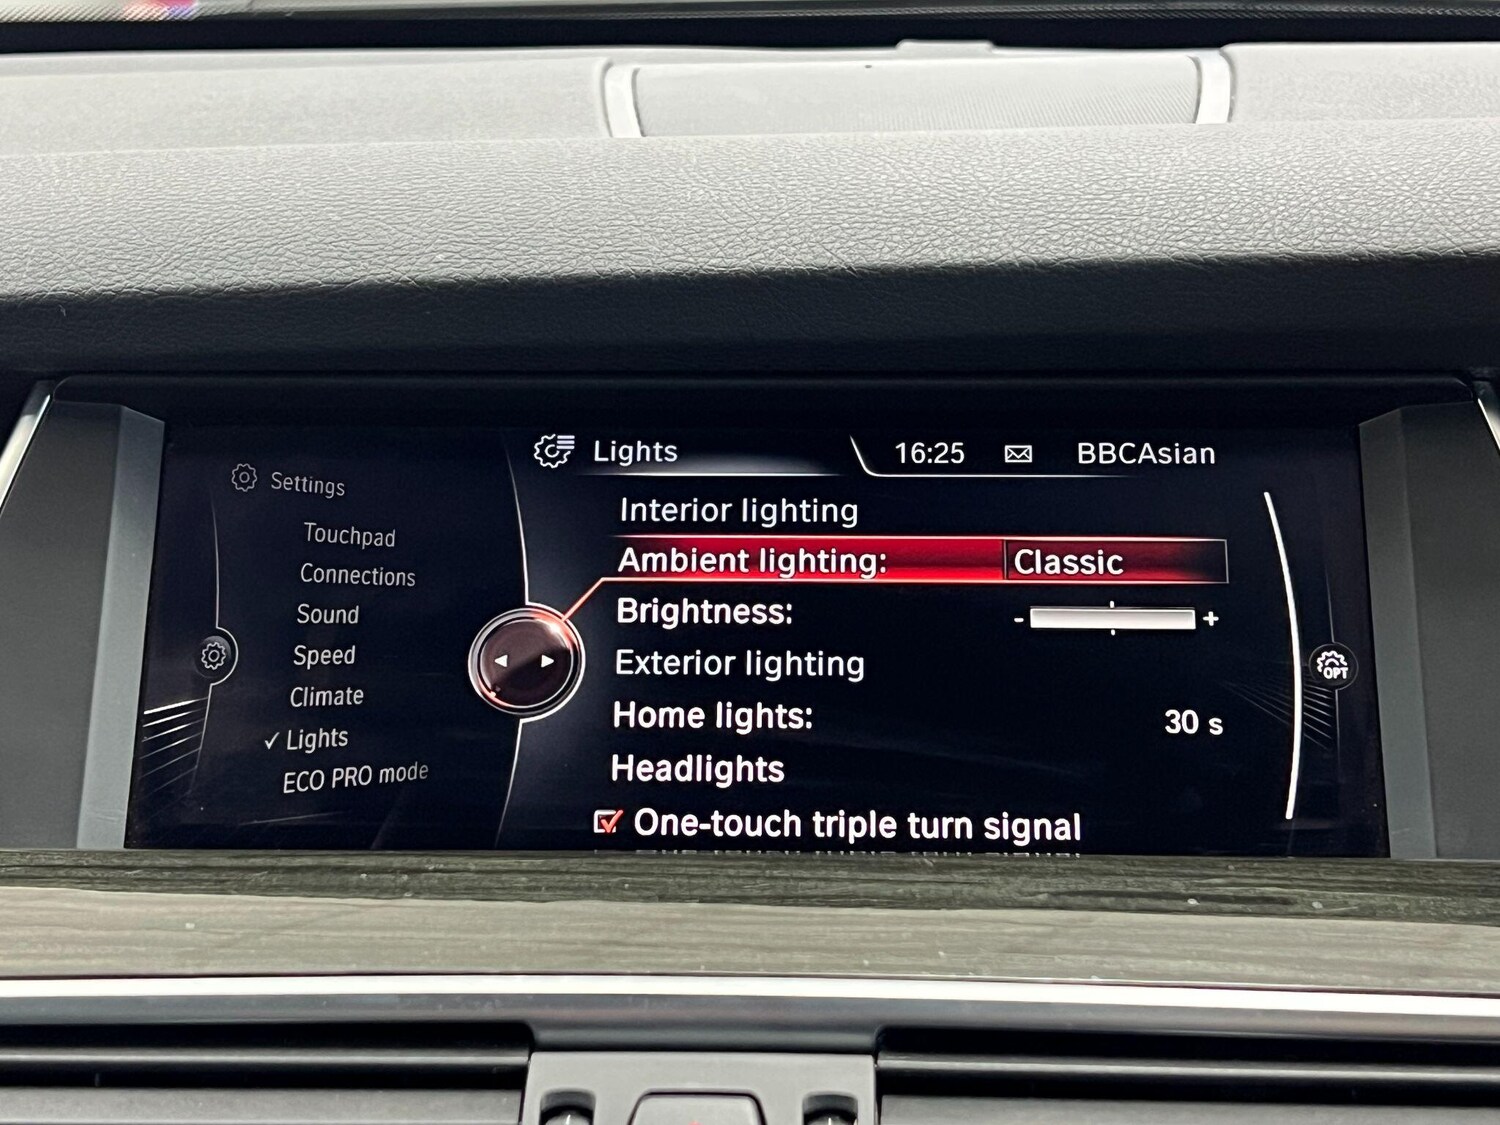 Lights
16:25 BBCAsian
Settings
Touchpad
Connections
Sound
Speed
Climate
✓ Lights
ECO PRO mode
Interior lighting
Ambient lighting: Classic
Brightness: - +
Exterior lighting
Home lights: 30 s
Headlights
One-touch triple turn signal
OPT